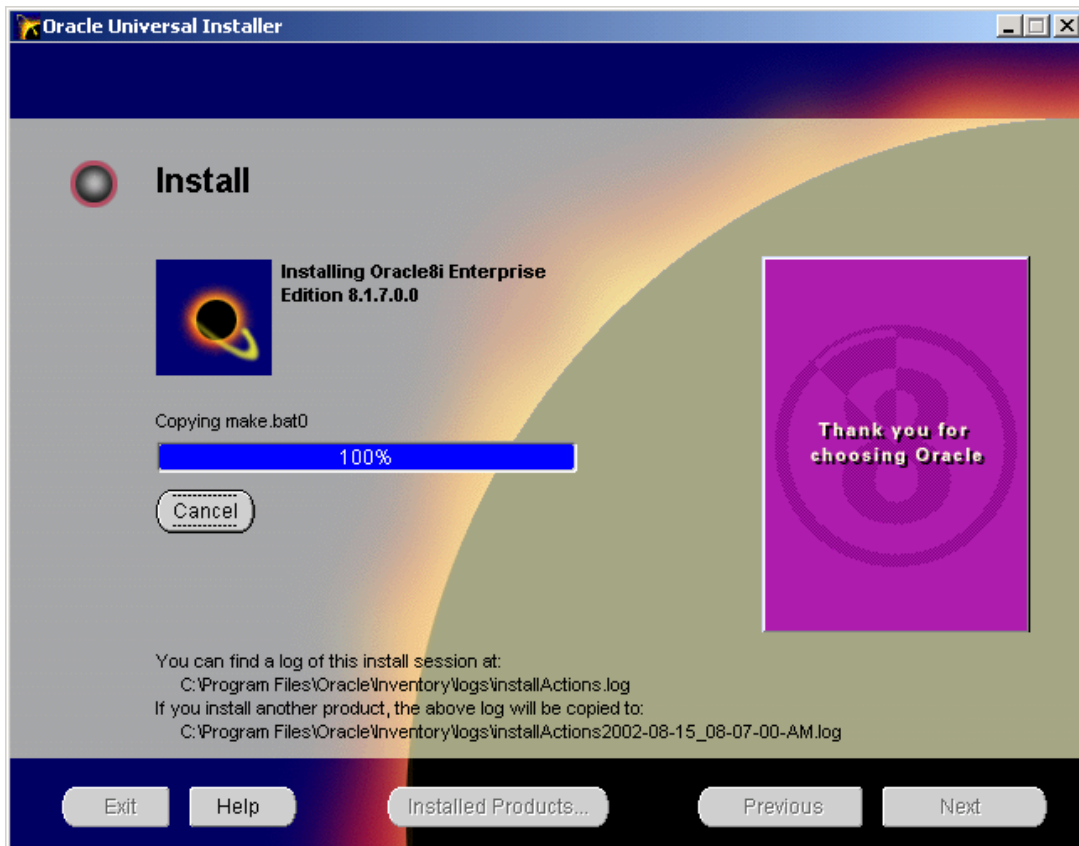 Oracle Universal Installer
Install
Installing Oracle8i Enterprise
Edition 8.1.7.0.0
Copying make.bat0
100%
Cancel
8
Thank you for
choosing Oracle
You can find a log of this install session at:
C:\Program Files\Oracle\Inventory\logs\installActions.log
If you install another product, the above log will be copied to:
C:\Program Files\Oracle\Inventory\logs\installActions2002-08-15_08-07-00-AM.log
Exit
Help
Installed Products...
Previous
Next